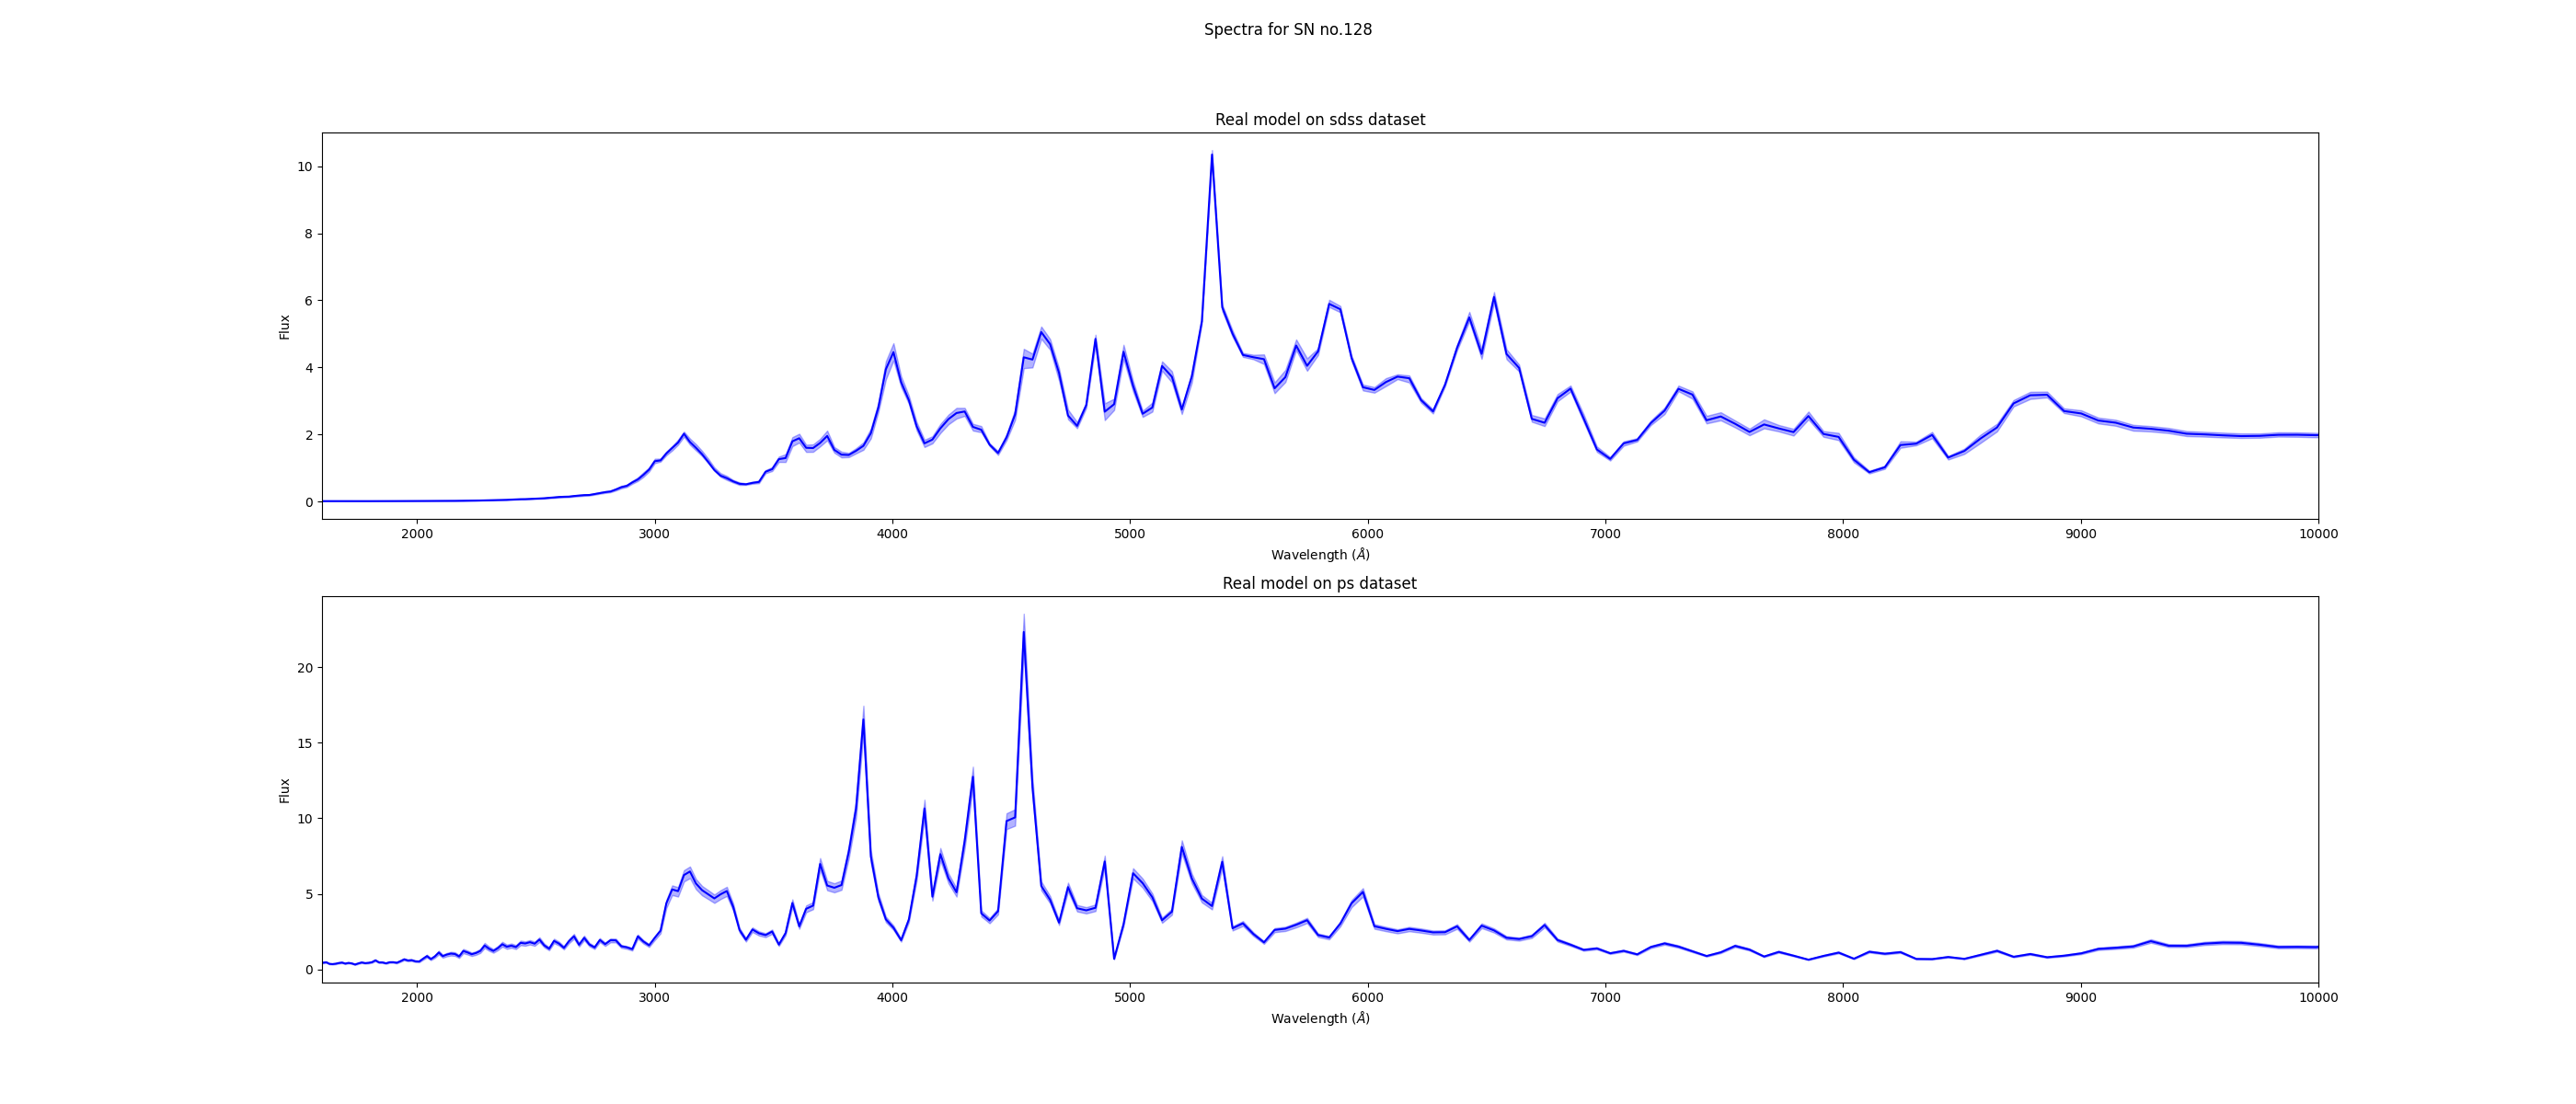 Spectra for SN no.128
Real model on sdss dataset
10
8
6
4
2
0
Flux
2000 3000 4000 5000 6000 7000 8000 9000 10000
Wavelength (Å)
Real model on ps dataset
20
15
10
5
0
Flux
2000 3000 4000 5000 6000 7000 8000 9000 10000
Wavelength (Å)